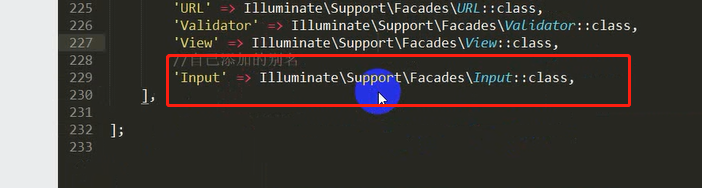 225 'URL' => Illuminate\Support\Facades\URL::class,
226 'Validator' => Illuminate\Support\Facades\Validator::class,
227 'View' => Illuminate\Support\Facades\View::class,
228 //自己添加的别名
229 'Input' => Illuminate\Support\Facades\Input::class,
230 ],
231
232 ];
233